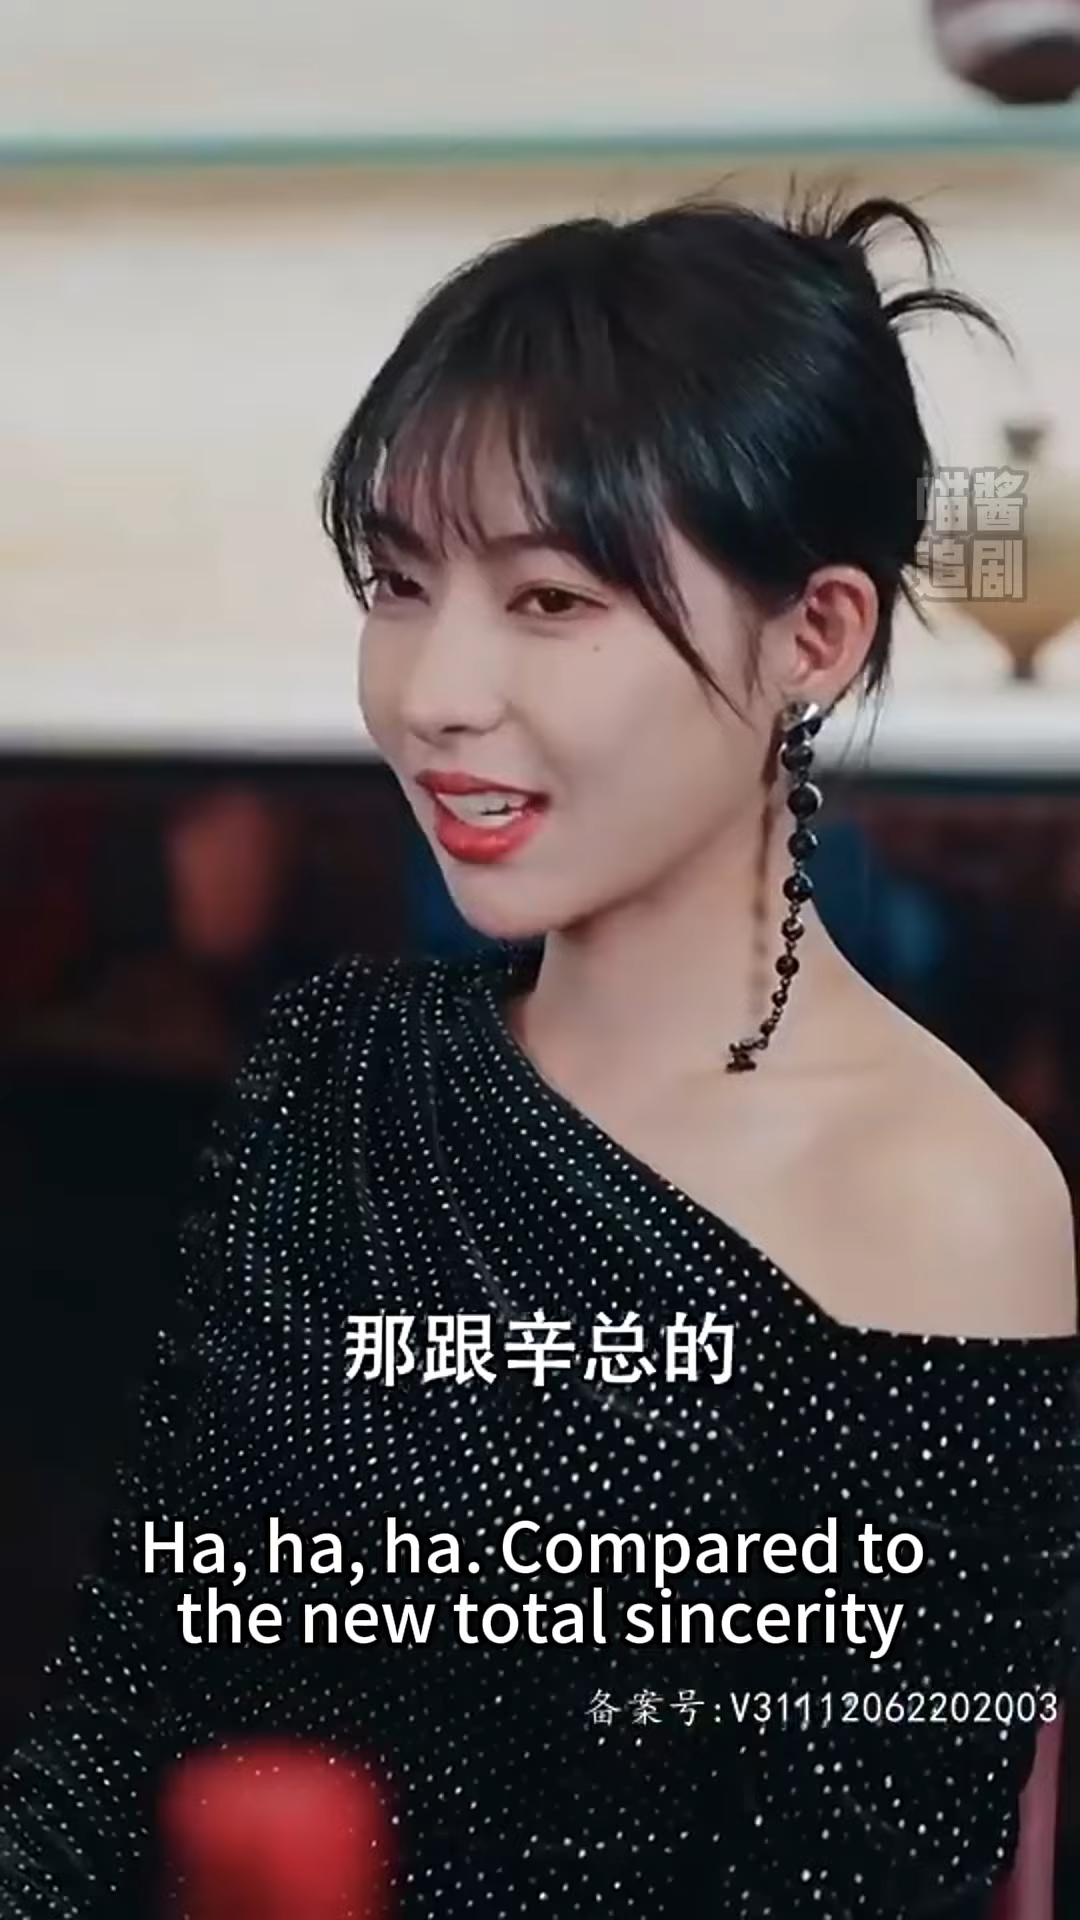 喵酱
追剧
那跟辛总的
Ha, ha, ha. Compared to
the new total sincerity
备案号:V31112062202003